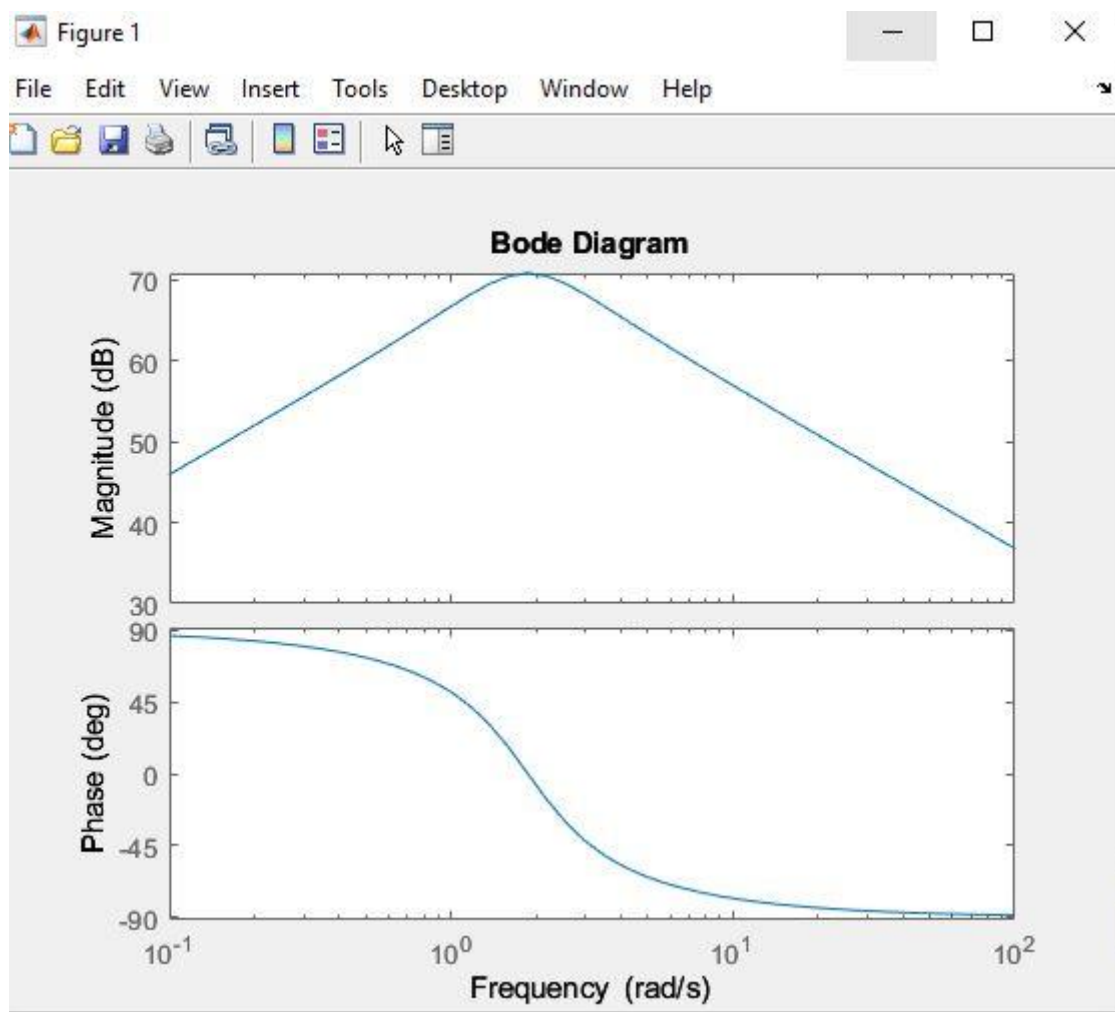 Figure 1
File Edit View Insert Tools Desktop Window Help
Bode Diagram
Magnitude (dB)
70
60
50
40
30
Phase (deg)
90
45
0
-45
-90
10^-1 10^0 10^1 10^2
Frequency (rad/s)